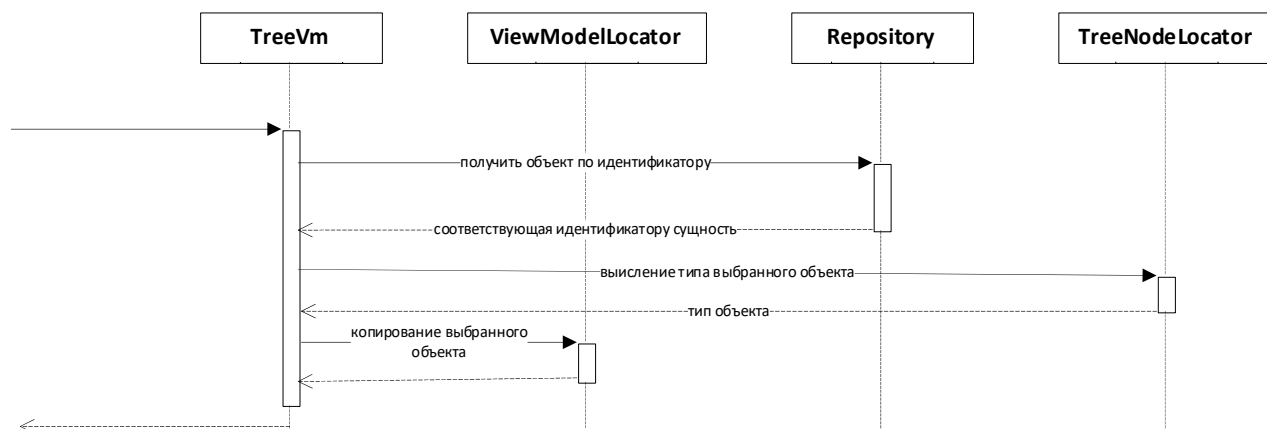 TreeVm
ViewModelLocator
Repository
TreeNodeLocator
получить объект по идентификатору
соответствующая идентификатору сущность
выисление типа выбранного объекта
тип объекта
копирование выбранного
объекта